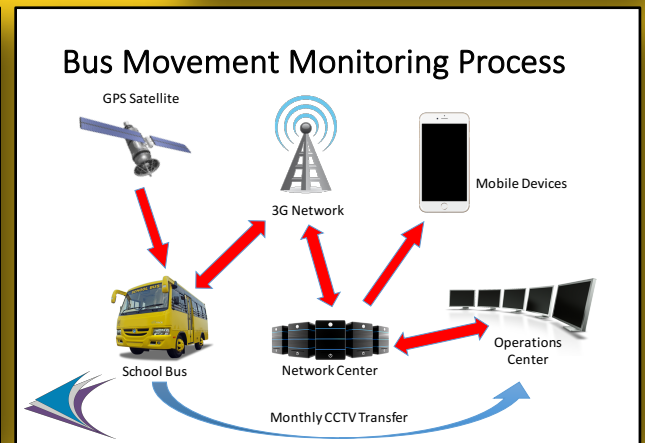 Bus Movement Monitoring Process
GPS Satellite
3G Network
Mobile Devices
School Bus
Network Center
Operations
Center
Monthly CCTV Transfer